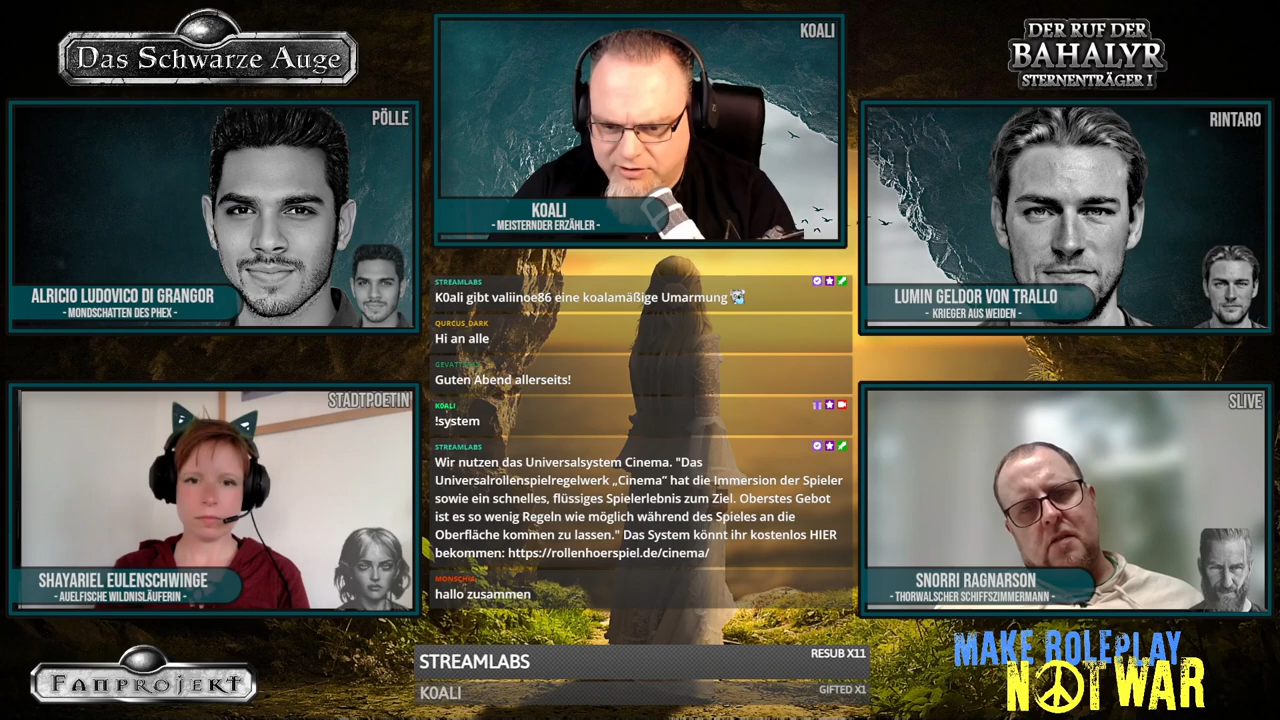 Das Schwarze Auge
KOALI
DER RUF DER
BAHALYR
STERNENTRÄGER I
PÖLLE
ALRICIO LUDOVICO DI GRANGOR
- MONDSCHATTEN DES PHEX -
KOALI
- MEISTERNDER ERZÄHLER -
RINTARO
LUMIN GELDOR VON TRALLO
- KRIEGER AUS WEIDEN -
STREAMLABS
K0ali gibt valiinoe86 eine koalamäßige Umarmung
QURCUS_DARK
Hi an alle
Guten Abend allerseits!
K0ALI
!system
STREAMLABS
Wir nutzen das Universalsystem Cinema. "Das
Universalrollenspielregelwerk „Cinema“ hat die Immersion der Spieler
sowie ein schnelles, flüssiges Spielerlebnis zum Ziel. Oberstes Gebot
ist es so wenig Regeln wie möglich während des Spieles an die
Oberfläche kommen zu lassen." Das System könnt ihr kostenlos HIER
bekommen: https://rollenhoerspiel.de/cinema/
MONSCHIA
hallo zusammen
STADTPOETIN
SHAYARIEL EULENSCHWINGE
- AUELFISCHE WILDNISLÄUFERIN -
SLIVE
SNORRI RAGNARSON
- THORWALSCHER SCHIFFSZIMMERMANN -
FANPROJEKT
STREAMLABS
RESUB X11
KOALI
GIFTED X1
MAKE ROLEPLAY
NOT WAR